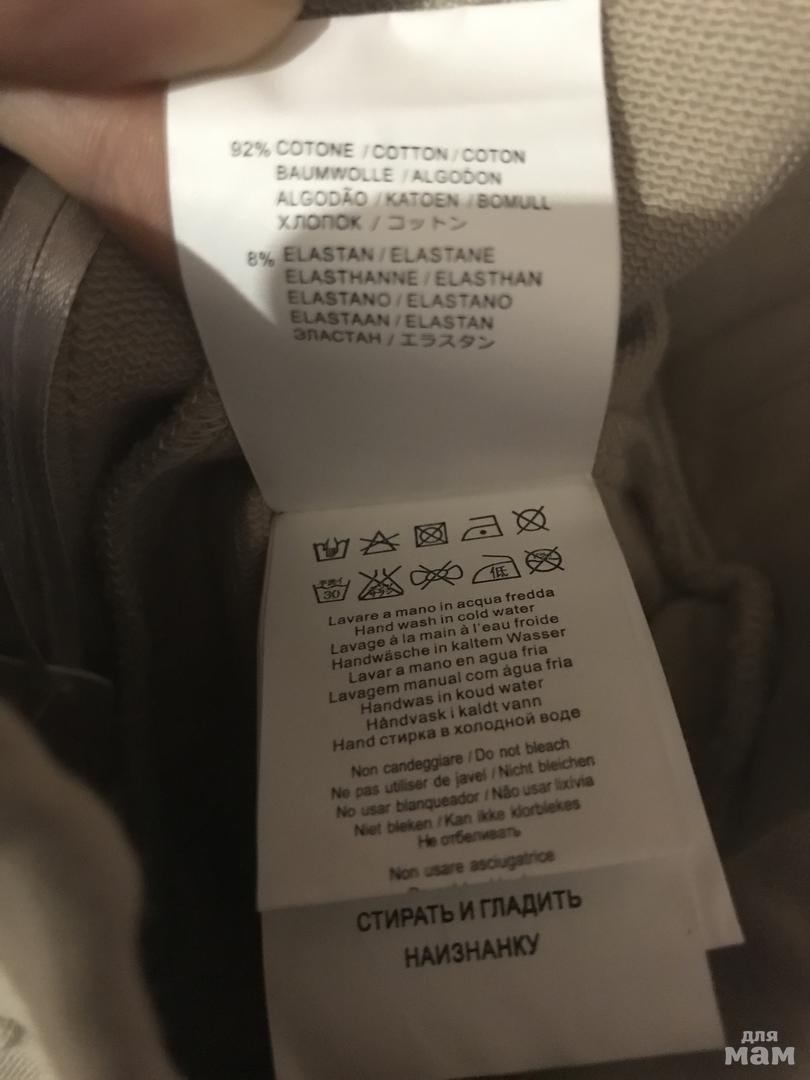 92% COTONE / COTTON / COTON
BAUMWOLLE / ALGODÓN
ALGODÃO / KATOEN / BOMULL
ХЛОПОК / コットン
8% ELASTAN / ELASTANE
ELASTHANNE / ELASTHAN
ELASTANO / ELASTANO
ELASTAAN / ELASTAN
ЭЛАСТАН / エラスタン
30
低
Lavare a mano in acqua fredda
Hand wash in cold water
Lavage à la main à l'eau froide
Handwäsche in kaltem Wasser
Lavar a mano en agua fria
Lavagem manual com água fria
Handwas in koud water
Håndvask i kaldt vann
Hand стирка в холодной воде
Non candeggiare / Do not bleach
Ne pas utiliser de javel / Nicht bleichen
No usar blanqueador / Não usar lixívia
Niet bleken / Kan ikke klorblekes
Не отбеливать
Non usare asciugatrice
СТИРАТЬ И ГЛАДИТЬ
НАИЗНАНКУ
для
мам